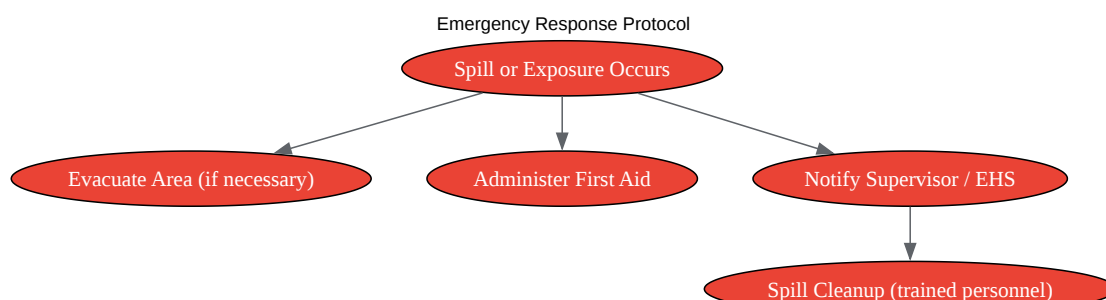 Emergency Response Protocol
Spill or Exposure Occurs
Evacuate Area (if necessary)
Administer First Aid
Notify Supervisor / EHS
Spill Cleanup (trained personnel)